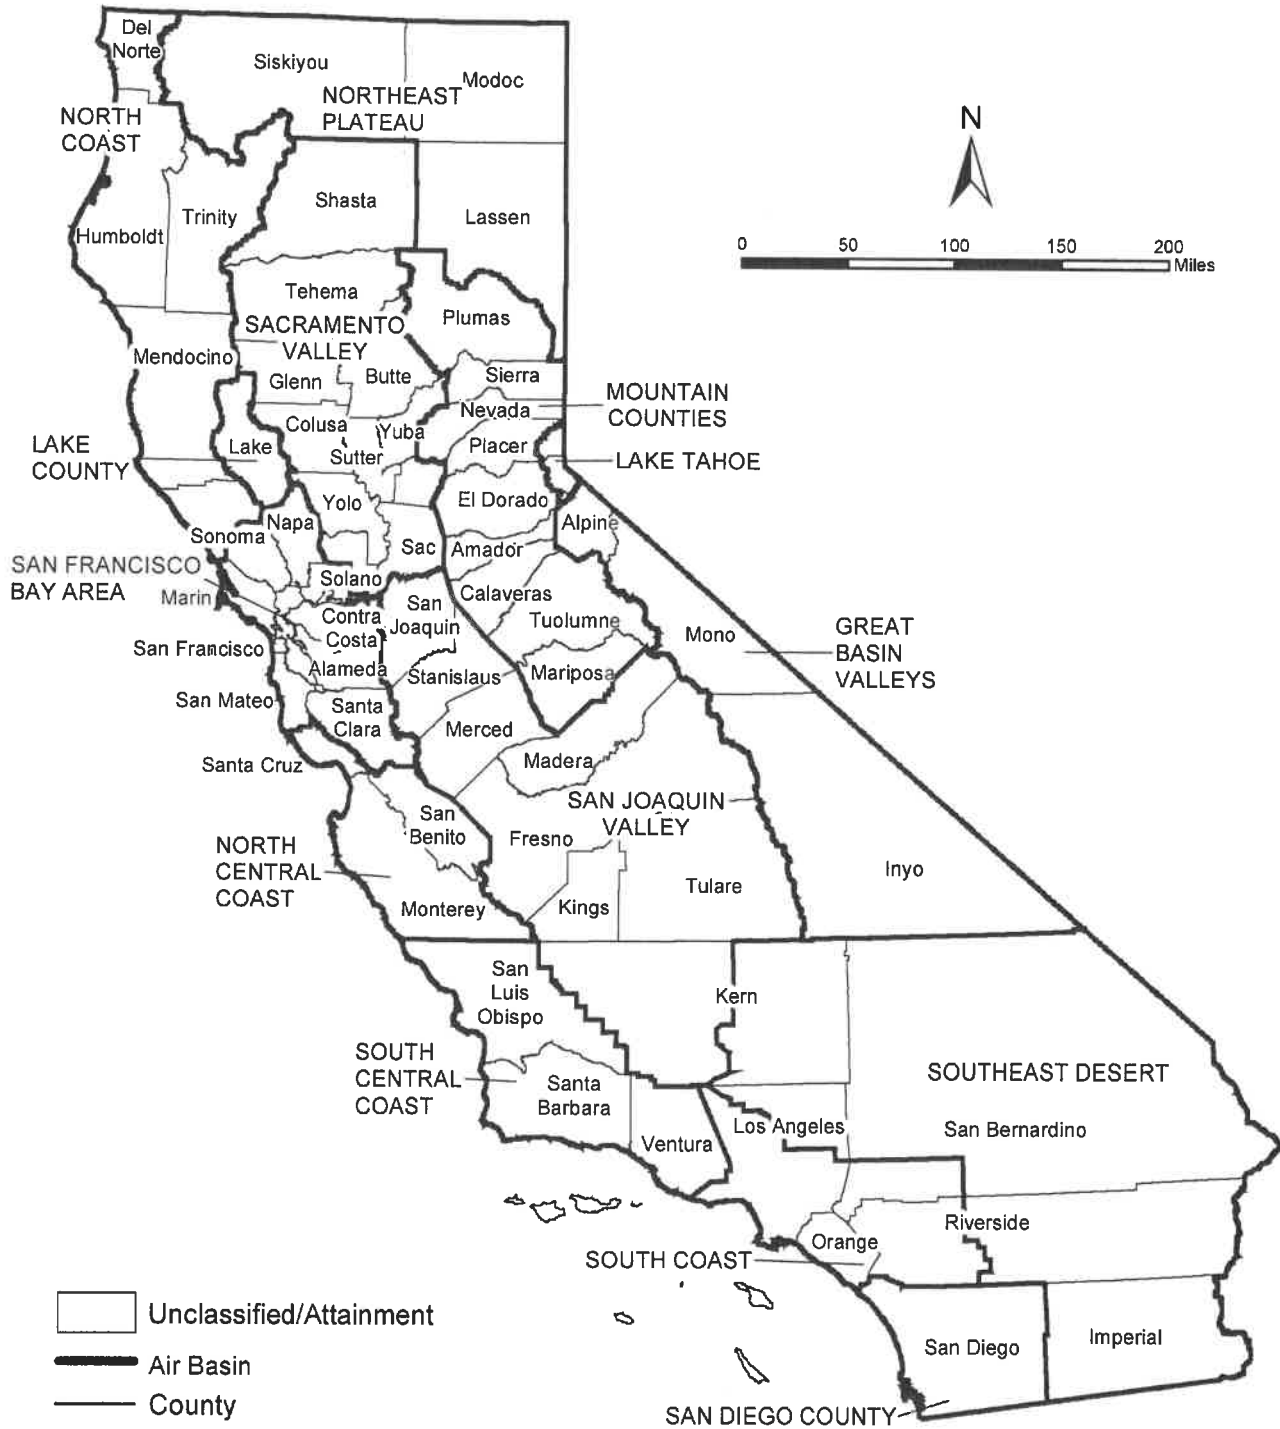 Del
Norte
Siskiyou
Modoc
NORTHEAST
PLATEAU
NORTH
COAST
N
Shasta
Trinity
Lassen
Humboldt
0 50 100 150 200
Miles
Tehema
Plumas
SACRAMENTO
VALLEY
Mendocino
Glenn
Butte
Sierra
MOUNTAIN
COUNTIES
Nevada
Colusa
Yuba
Placer
LAKE
COUNTY
Lake
Sutter
LAKE TAHOE
Yolo
El Dorado
Napa
Alpine
Sonoma
Sac
Amador
SAN FRANCISCO
BAY AREA
Solano
Marin
Calaveras
San
Joaquin
Contra
Costa
Tuolumne
Mono
GREAT
BASIN
VALLEYS
San Francisco
Alameda
Stanislaus
Mariposa
San Mateo
Santa
Clara
Merced
Santa Cruz
Madera
SAN JOAQUIN
VALLEY
San
Benito
Fresno
NORTH
CENTRAL
COAST
Inyo
Tulare
Kings
Monterey
San
Luis
Obispo
Kern
SOUTH
CENTRAL
COAST
SOUTHEAST DESERT
Santa
Barbara
Los Angeles
San Bernardino
Ventura
Riverside
Orange
SOUTH COAST
Unclassified/Attainment
Air Basin
County
San Diego
Imperial
SAN DIEGO COUNTY